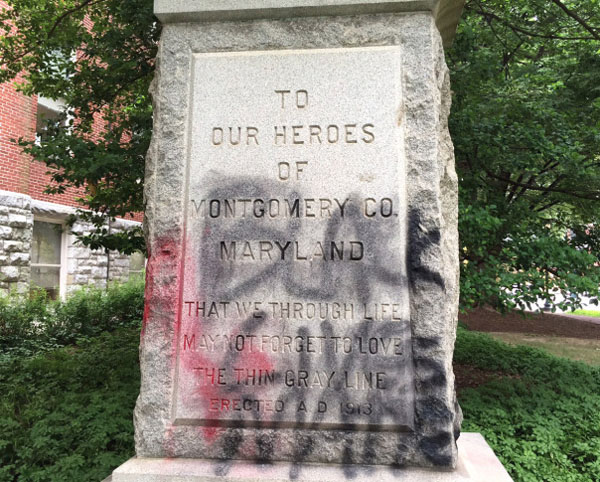 TO
OUR HEROES
OF
MONTGOMERY CO.
MARYLAND
THAT WE THROUGH LIFE
MAY NOT FORGET TO LOVE
THE THIN GRAY LINE
ERECTED A.D. 1913